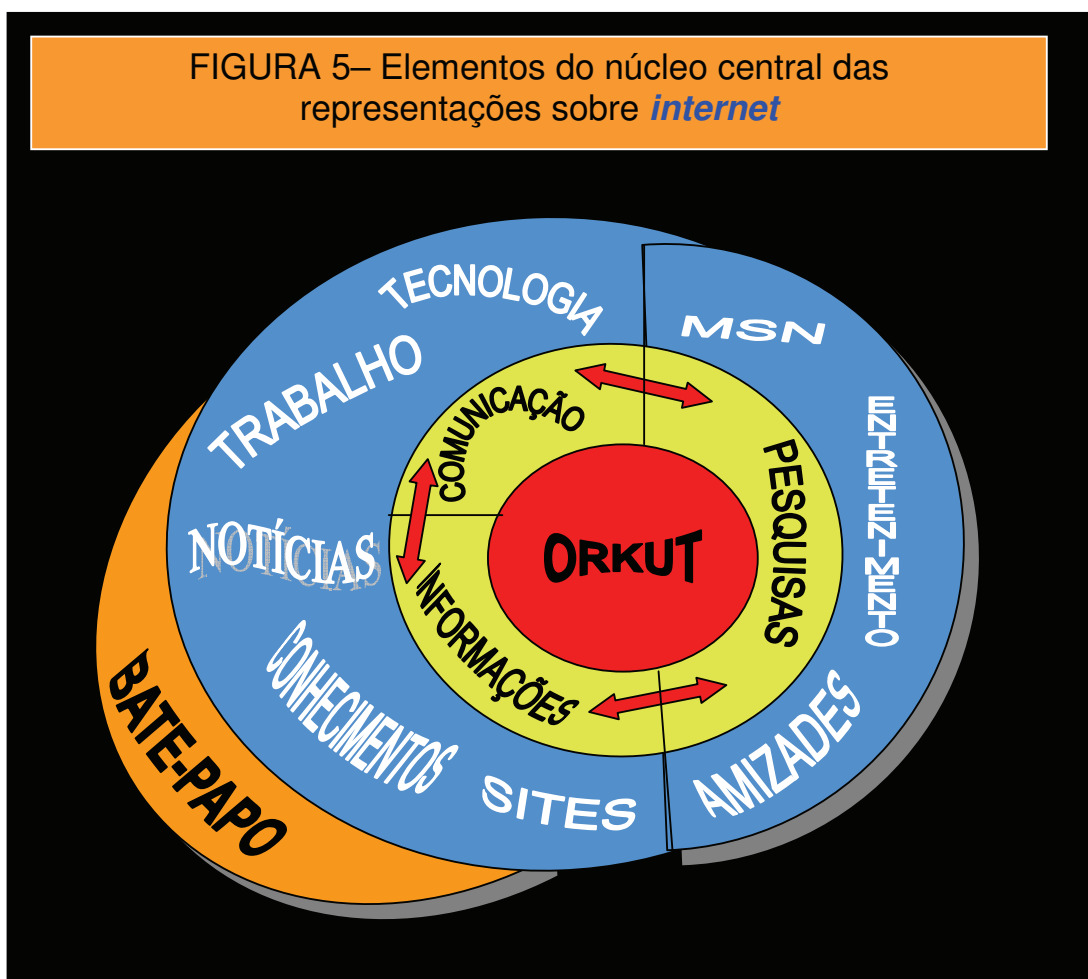 FIGURA 5– Elementos do núcleo central das
representações sobre internet
TECNOLOGIA
MSN
TRABALHO
COMUNICAÇÃO
ENTRETENIMENTO
PESQUISAS
NOTÍCIAS
ORKUT
INFORMAÇÕES
CONHECIMENTOS
SITES
AMIZADES
BATE-PAPO